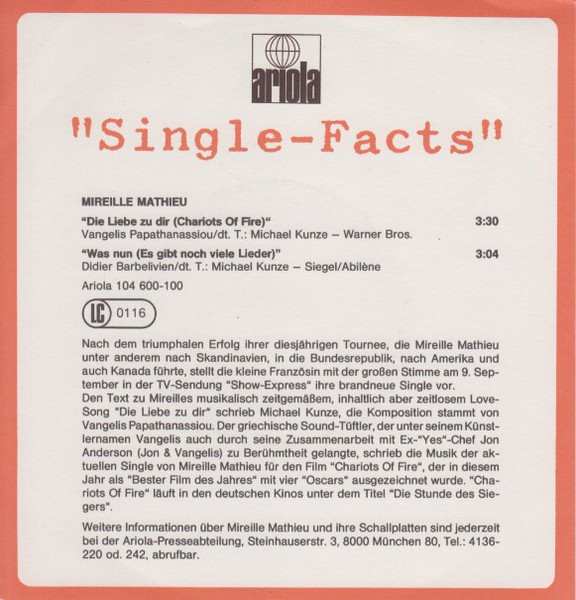 ariola
"Single-Facts"
MIREILLE MATHIEU
“Die Liebe zu dir (Chariots Of Fire)“ 3:30
Vangelis Papathanassiou/dt. T.: Michael Kunze – Warner Bros.
“Was nun (Es gibt noch viele Lieder)” 3:04
Didier Barbelivien/dt. T.: Michael Kunze – Siegel/Abilène
Ariola 104 600-100
LC 0116
Nach dem triumphalen Erfolg ihrer diesjährigen Tournee, die Mireille Mathieu
unter anderem nach Skandinavien, in die Bundesrepublik, nach Amerika und
auch Kanada führte, stellt die kleine Französin mit der großen Stimme am 9. Sep-
tember in der TV-Sendung “Show-Express“ ihre brandneue Single vor.
Den Text zu Mireilles musikalisch zeitgemäßem, inhaltlich aber zeitlosem Love-
Song “Die Liebe zu dir“ schrieb Michael Kunze, die Komposition stammt von
Vangelis Papathanassiou. Der griechische Sound-Tüftler, der unter seinem Künst-
lernamen Vangelis auch durch seine Zusammenarbeit mit Ex-“Yes“-Chef Jon
Anderson (Jon & Vangelis) zu Berühmtheit gelangte, schrieb die Musik der ak-
tuellen Single von Mireille Mathieu für den Film “Chariots Of Fire“, der in diesem
Jahr als “Bester Film des Jahres“ mit vier “Oscars“ ausgezeichnet wurde. “Cha-
riots Of Fire“ läuft in den deutschen Kinos unter dem Titel “Die Stunde des Sie-
gers“.
Weitere Informationen über Mireille Mathieu und ihre Schallplatten sind jederzeit
bei der Ariola-Presseabteilung, Steinhauserstr. 3, 8000 München 80, Tel.: 4136-
220 od. 242, abrufbar.